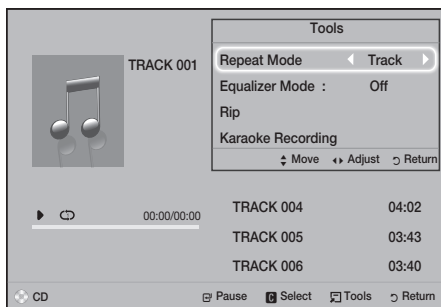 Tools
TRACK 001
Repeat Mode Track
Equalizer Mode : Off
Rip
Karaoke Recording
Move Adjust Return
00:00/00:00
TRACK 004 04:02
TRACK 005 03:43
TRACK 006 03:40
CD Pause C Select Tools Return